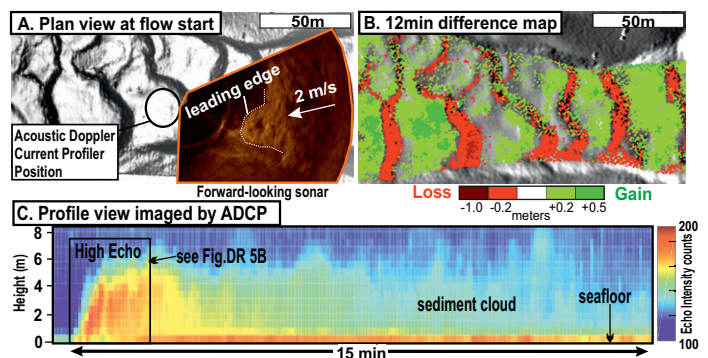 A. Plan view at flow start
50m
leading edge
2 m/s
Acoustic Doppler
Current Profiler
Position
Forward-looking sonar
B. 12min difference map
50m
Loss
Gain
-1.0 -0.2 +0.2 +0.5
meters
C. Profile view imaged by ADCP
Height (m)
8
6
4
2
0
High Echo
see Fig.DR 5B
sediment cloud
seafloor
15 min
200
Echo Intensity counts
100